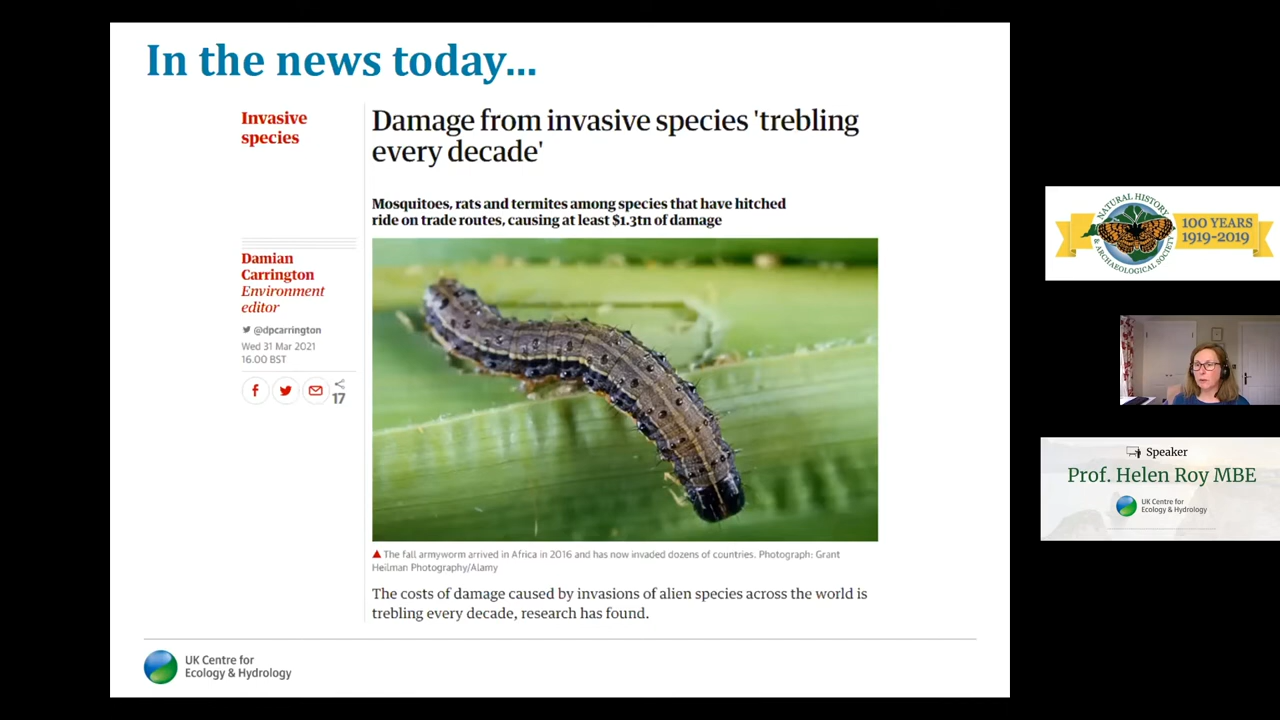 In the news today...
Invasive
species
Damage from invasive species 'trebling
every decade'
Mosquitoes, rats and termites among species that have hitched
ride on trade routes, causing at least $1.3tn of damage
Damian
Carrington
Environment
editor
@dpcarrington
Wed 31 Mar 2021
16.00 BST
17
The fall armyworm arrived in Africa in 2016 and has now invaded dozens of countries. Photograph: Grant
Heilman Photography/Alamy
The costs of damage caused by invasions of alien species across the world is
trebling every decade, research has found.
UK Centre for
Ecology & Hydrology
NATURAL HISTORY
& ARCHAEOLOGICAL SOCIETY
100 YEARS
1919-2019
Speaker
Prof. Helen Roy MBE
UK Centre for
Ecology & Hydrology